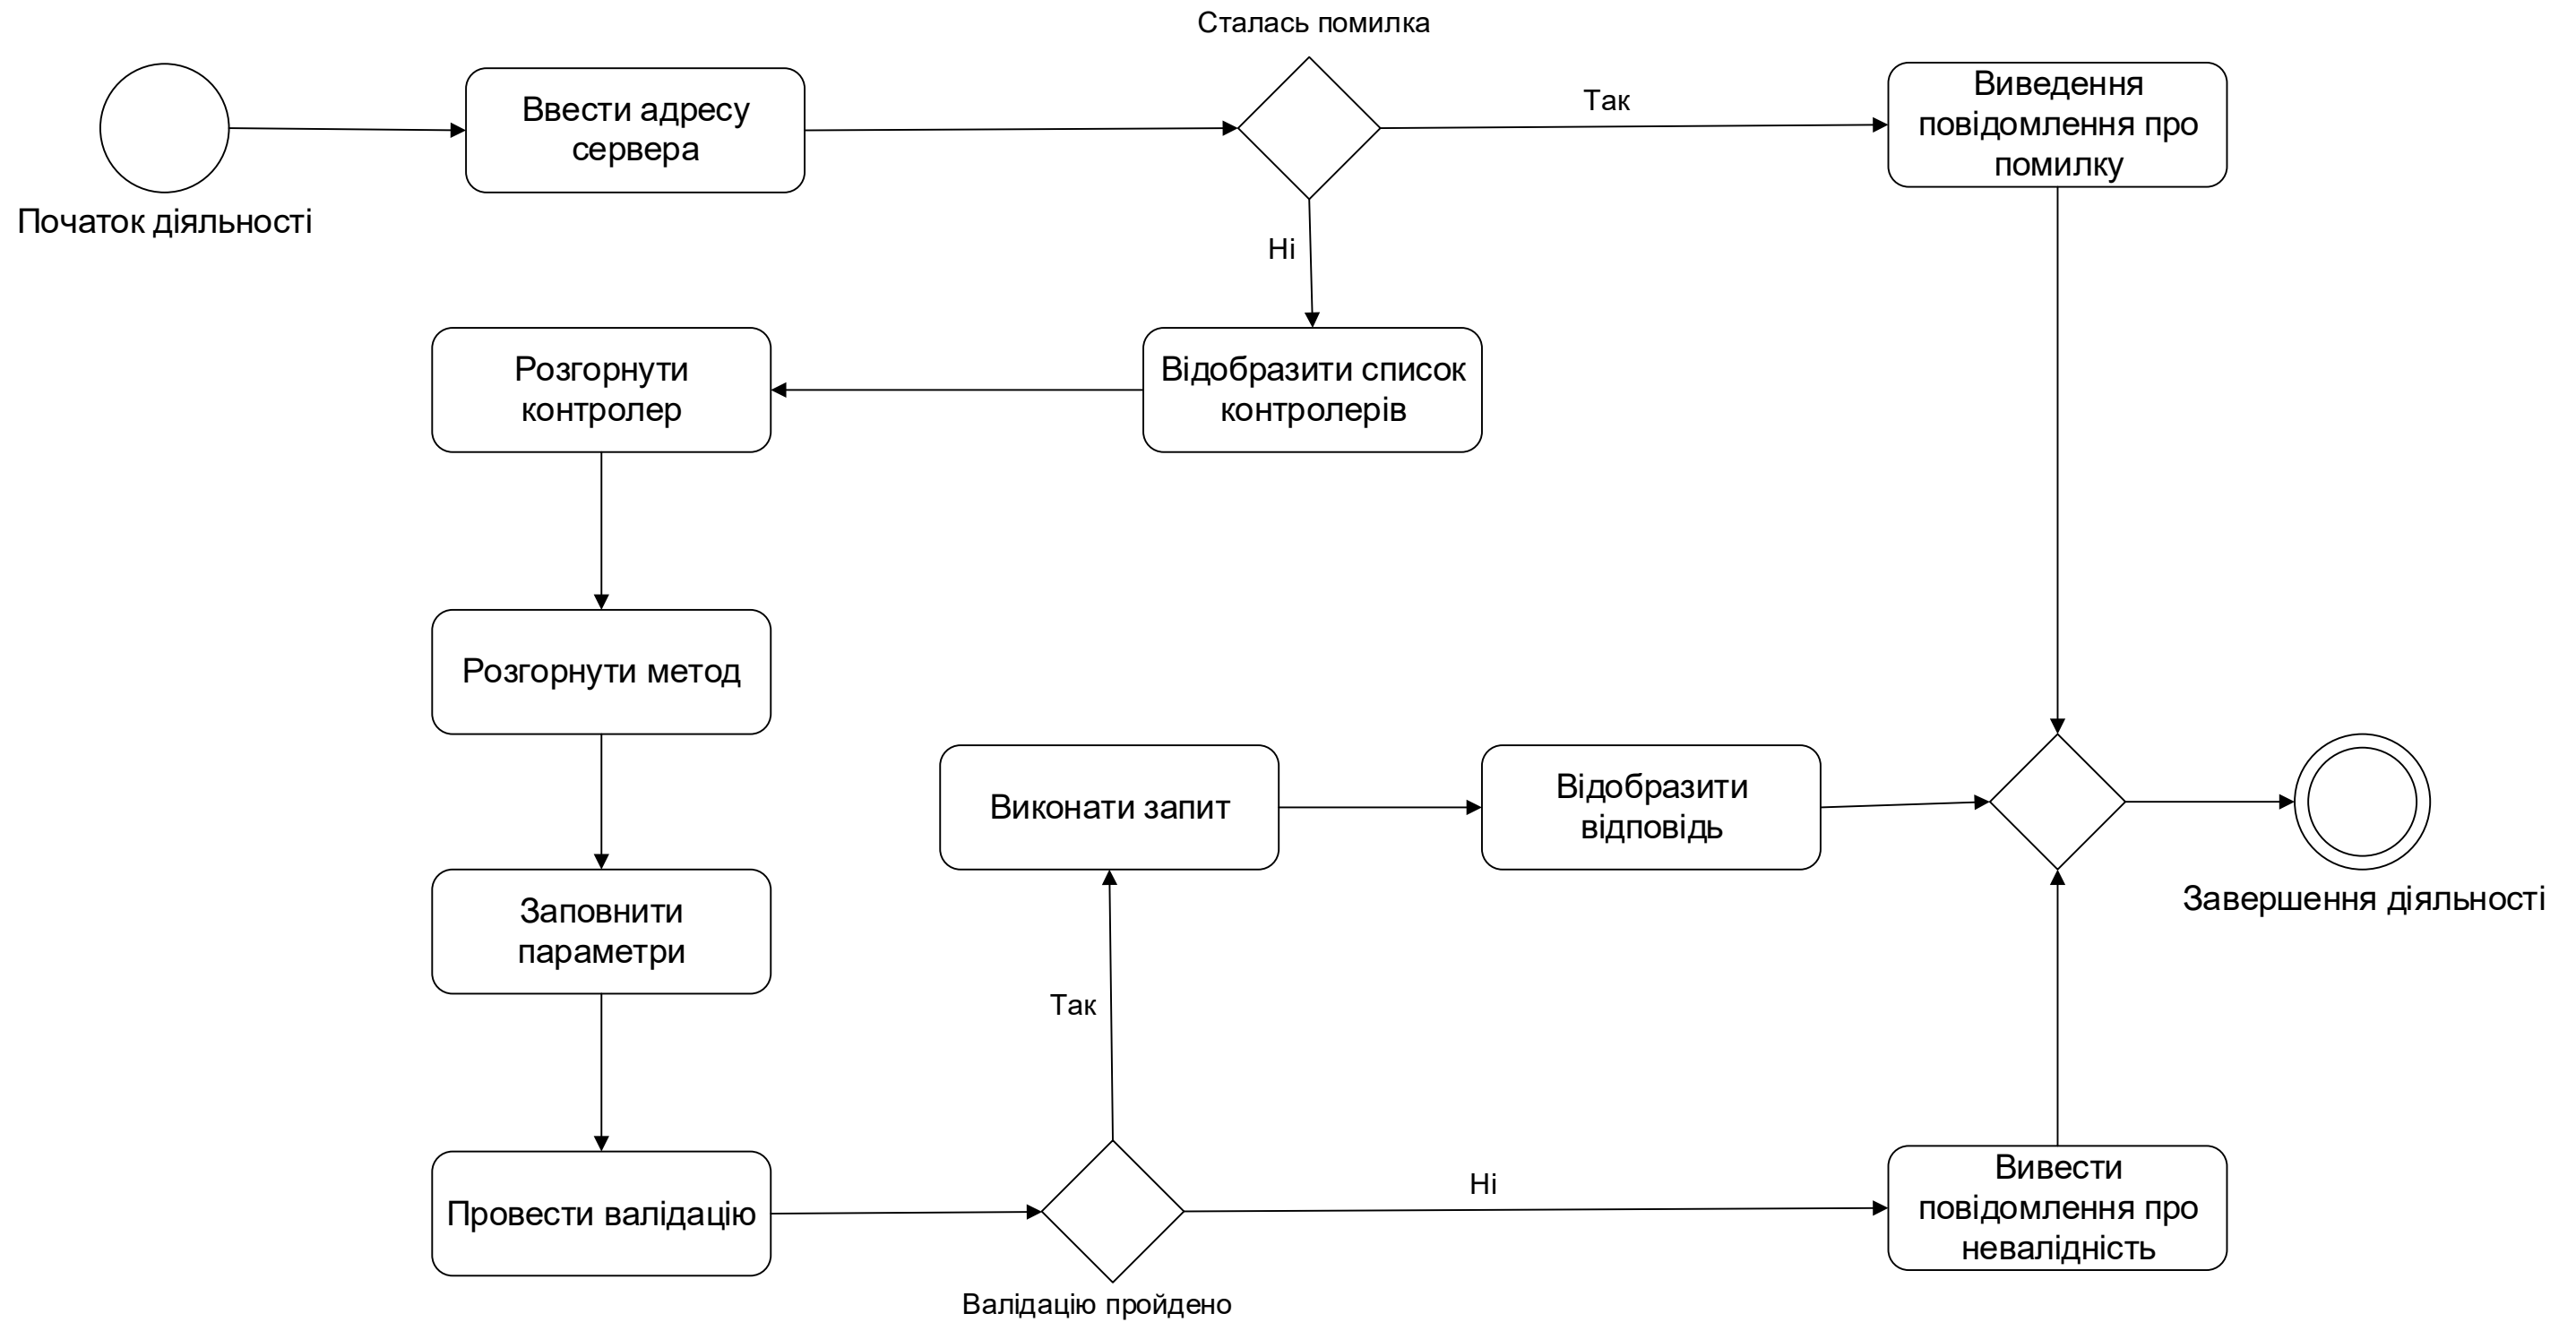 Сталась помилка
Початок діяльності
Ввести адресу
сервера
Так
Виведення
повідомлення про
помилку
Ні
Розгорнути
контролер
Відобразити список
контролерів
Розгорнути метод
Виконати запит
Відобразити
відповідь
Завершення діяльності
Заповнити
параметри
Так
Провести валідацію
Ні
Вивести
повідомлення про
невалідність
Валідацію пройдено